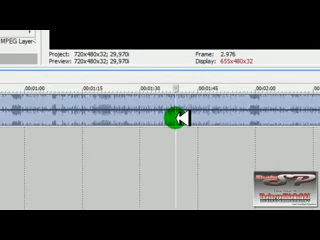 MPEG Layer-
Project: 720x480x32; 29,970i
Frame: 2.976
Preview: 720x480x32; 29,970i
Display: 655x480x32
00:01:00
00:01:15
00:01:30
00:01:45
00:02:00